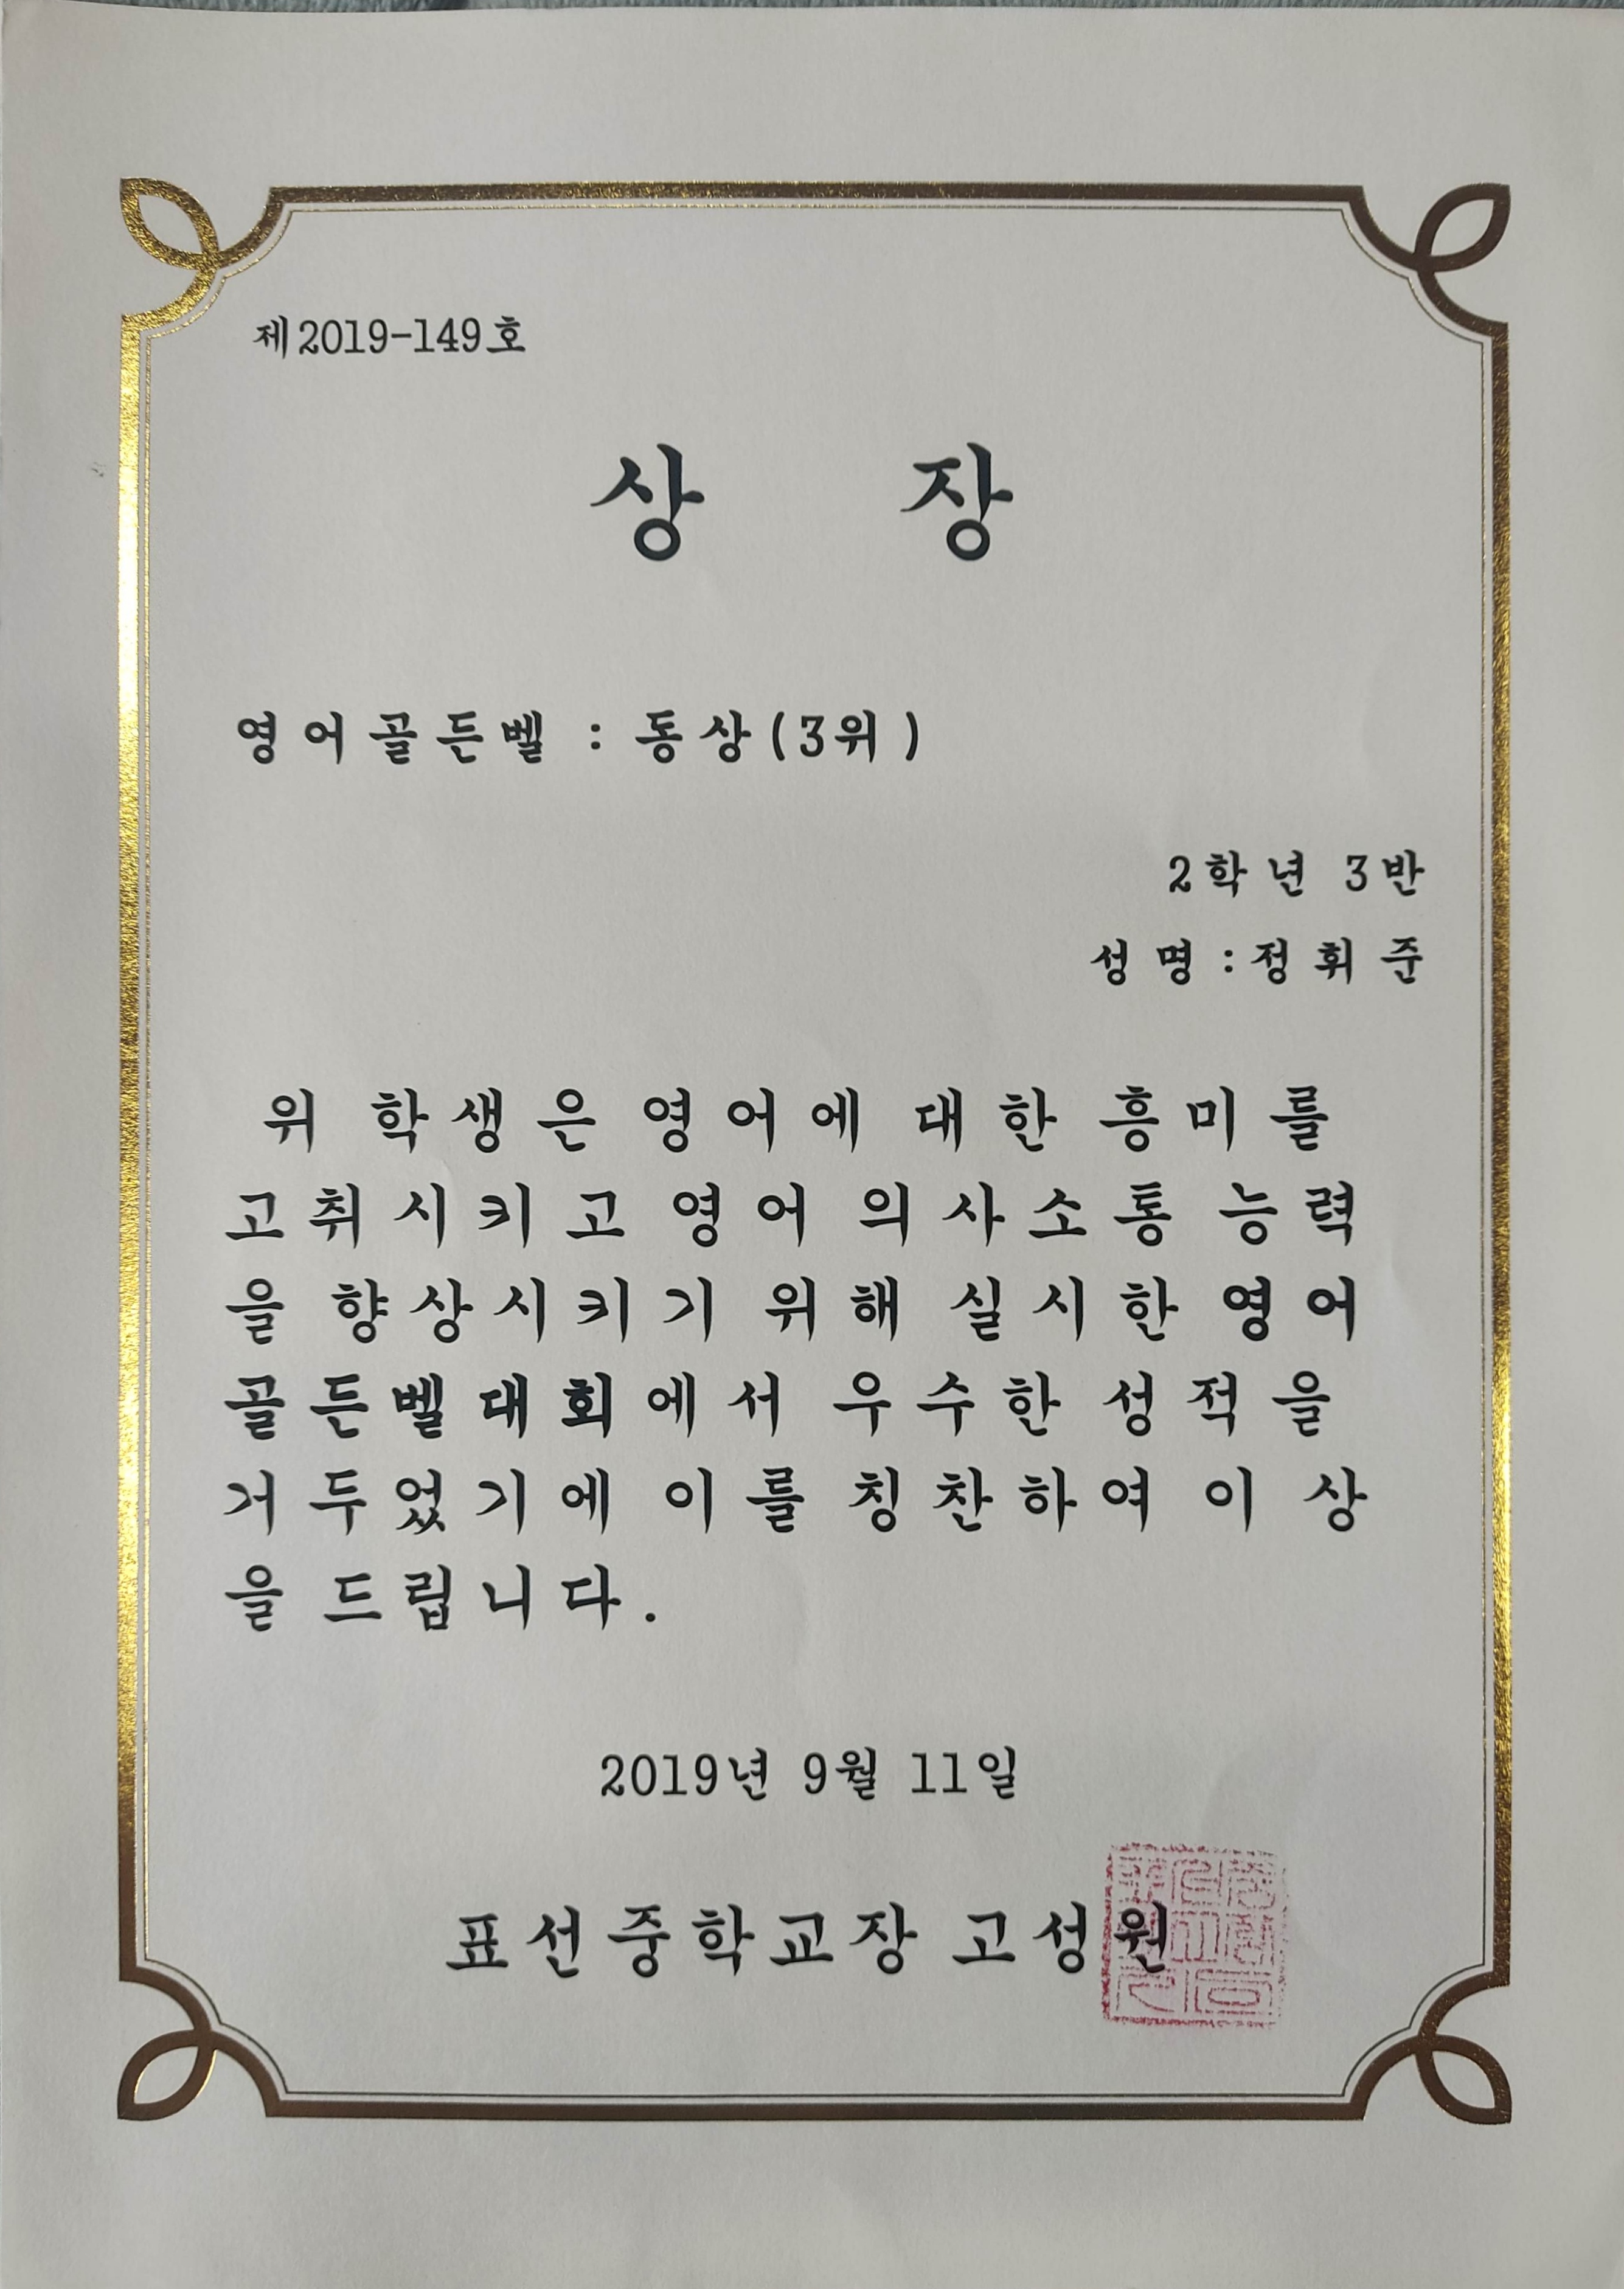 제2019-149호
상 장
영어골든벨 : 동상(3위)
2학년 3반
성명:정휘준
위 학생은 영어에 대한 흥미를
고취시키고 영어 의사소통 능력
을 향상시키기 위해 실시한 영어
골든벨대회에서 우수한 성적을
거두었기에 이를 칭찬하여 이 상
을 드립니다.
2019년 9월 11일
표선중학교장 고성원